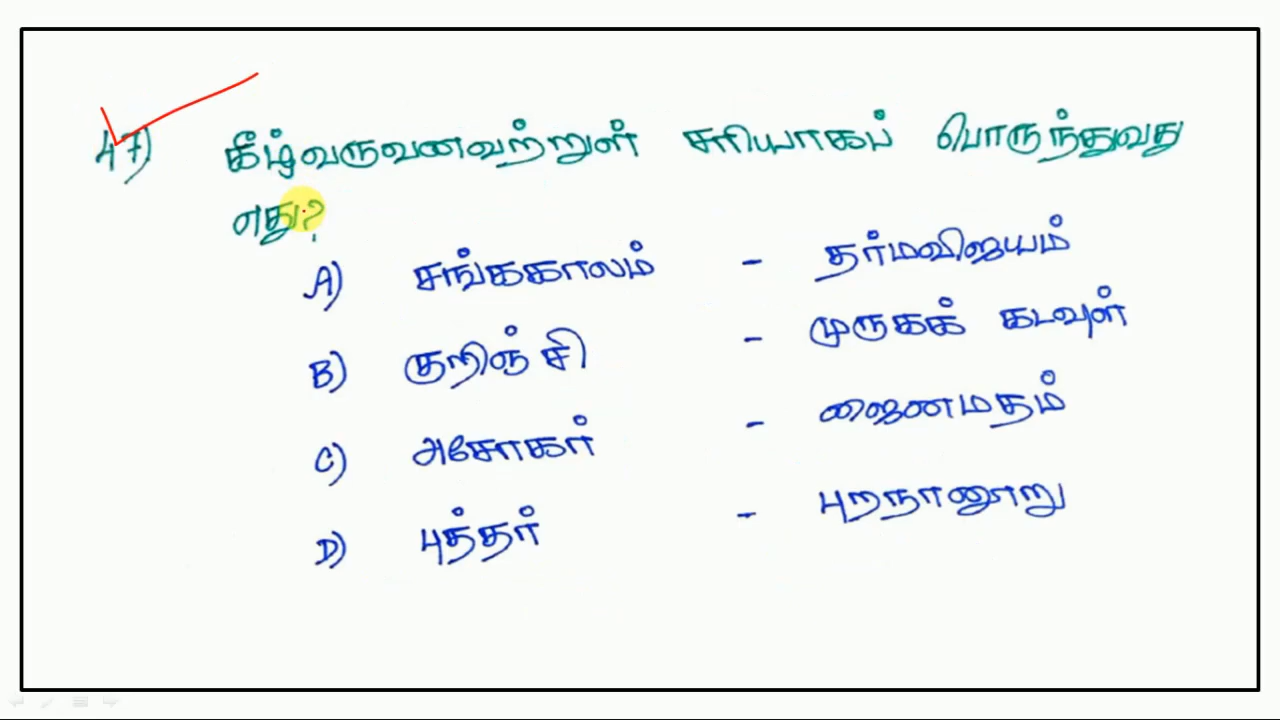 47) கீழ்வருவனவற்றுள் சரியாகப் பொருந்துவது
எது?
A) சங்ககாலம் - தர்மவிஜயம்
B) குறிஞ்சி - முருகக் கடவுள்
C) அசோகர் - ஜைணமதம்
D) புத்தர் - புறநானூறு